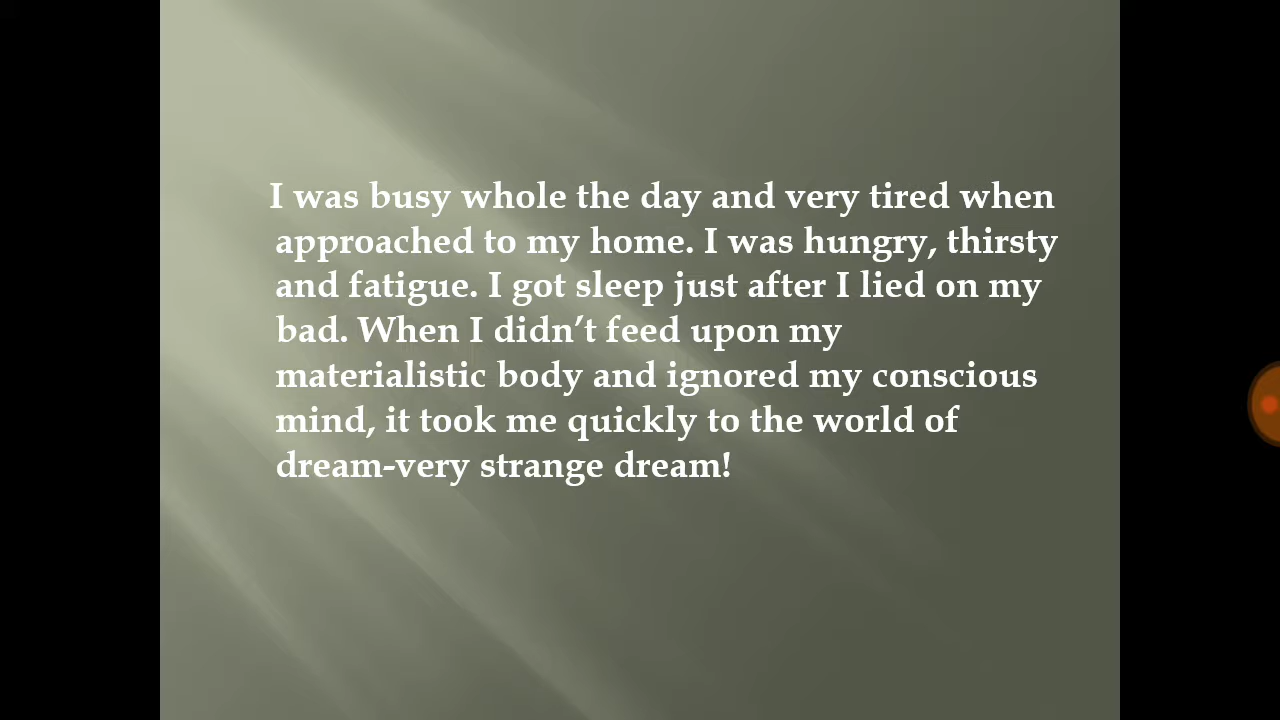 I was busy whole the day and very tired when
approached to my home. I was hungry, thirsty
and fatigue. I got sleep just after I lied on my
bad. When I didn’t feed upon my
materialistic body and ignored my conscious
mind, it took me quickly to the world of
dream-very strange dream!